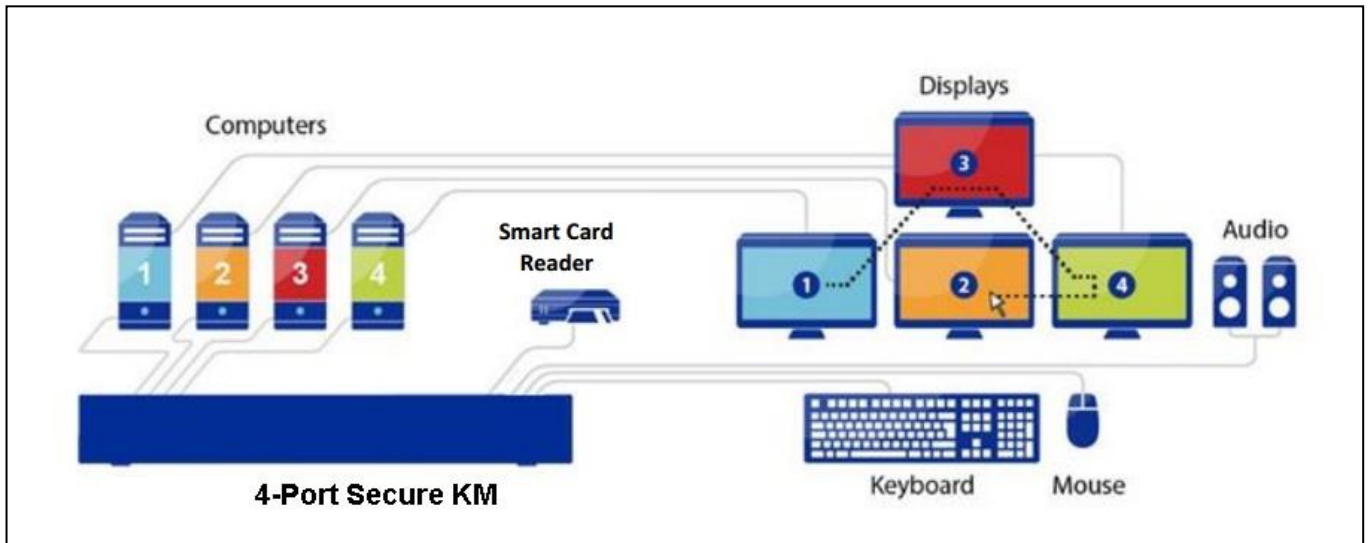 Displays
Computers
3
1 2 3 4
Smart Card
Reader
1 2 4
Audio
4-Port Secure KM
Keyboard
Mouse